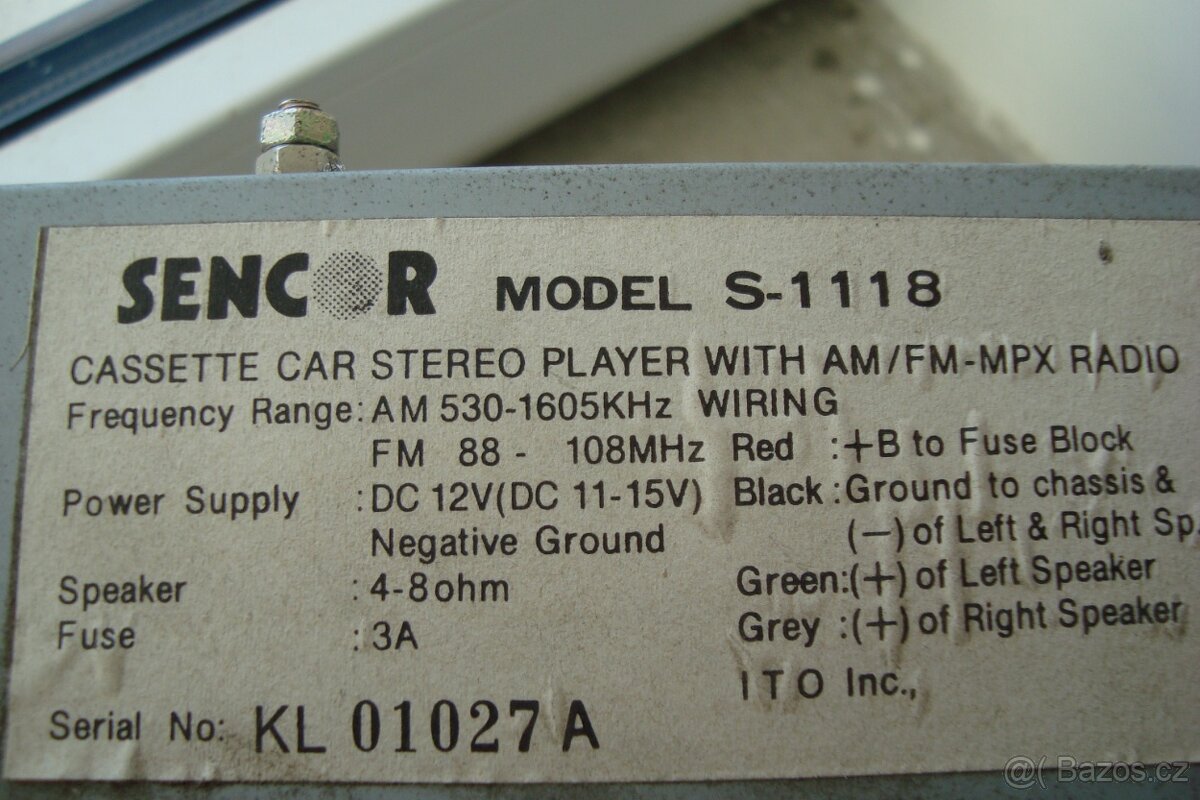 SENCOR MODEL S-1118
CASSETTE CAR STEREO PLAYER WITH AM/FM-MPX RADIO
Frequency Range: AM 530-1605KHz
FM 88 - 108MHz
Power Supply : DC 12V(DC 11-15V)
Negative Ground
Speaker : 4-8ohm
Fuse : 3A
WIRING
Red : +B to Fuse Block
Black : Ground to chassis &
(—) of Left & Right Sp.
Green: (+) of Left Speaker
Grey : (+) of Right Speaker
ITO Inc.,
Serial No: KL 01027 A
@( Bazos.cz